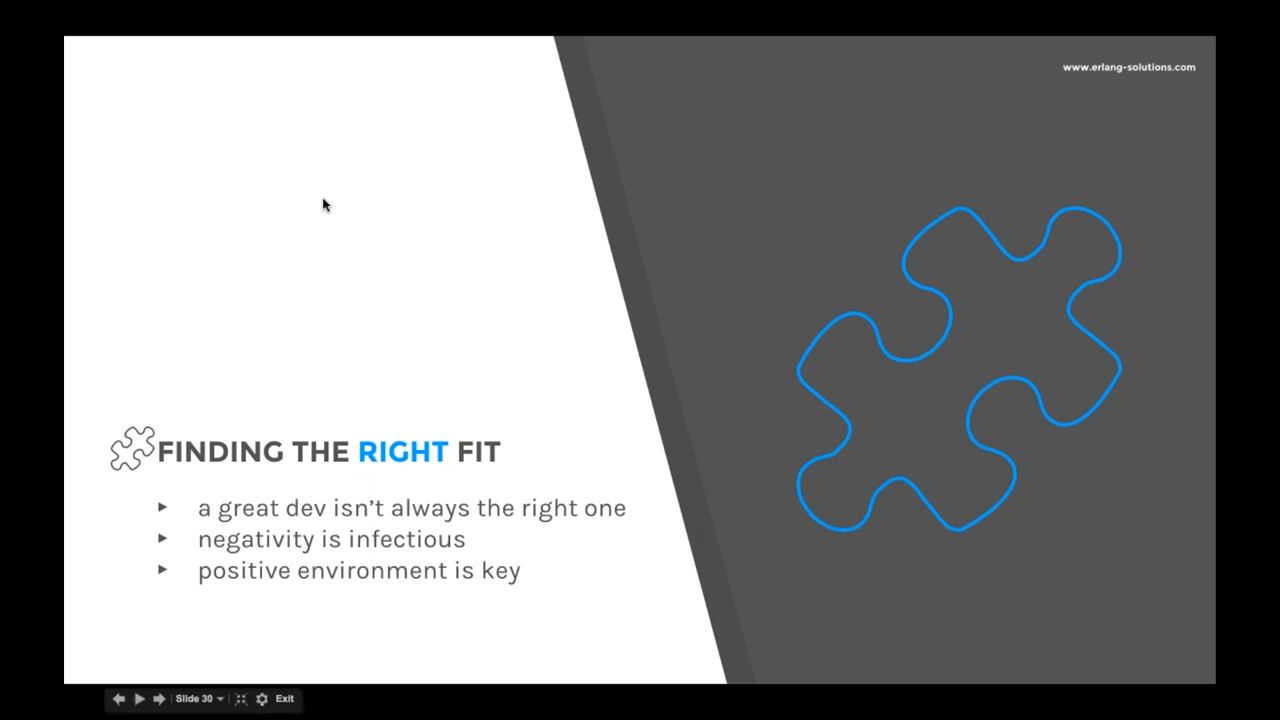 www.erlang-solutions.com
FINDING THE RIGHT FIT
‣ a great dev isn’t always the right one
‣ negativity is infectious
‣ positive environment is key
Slide 30 Exit